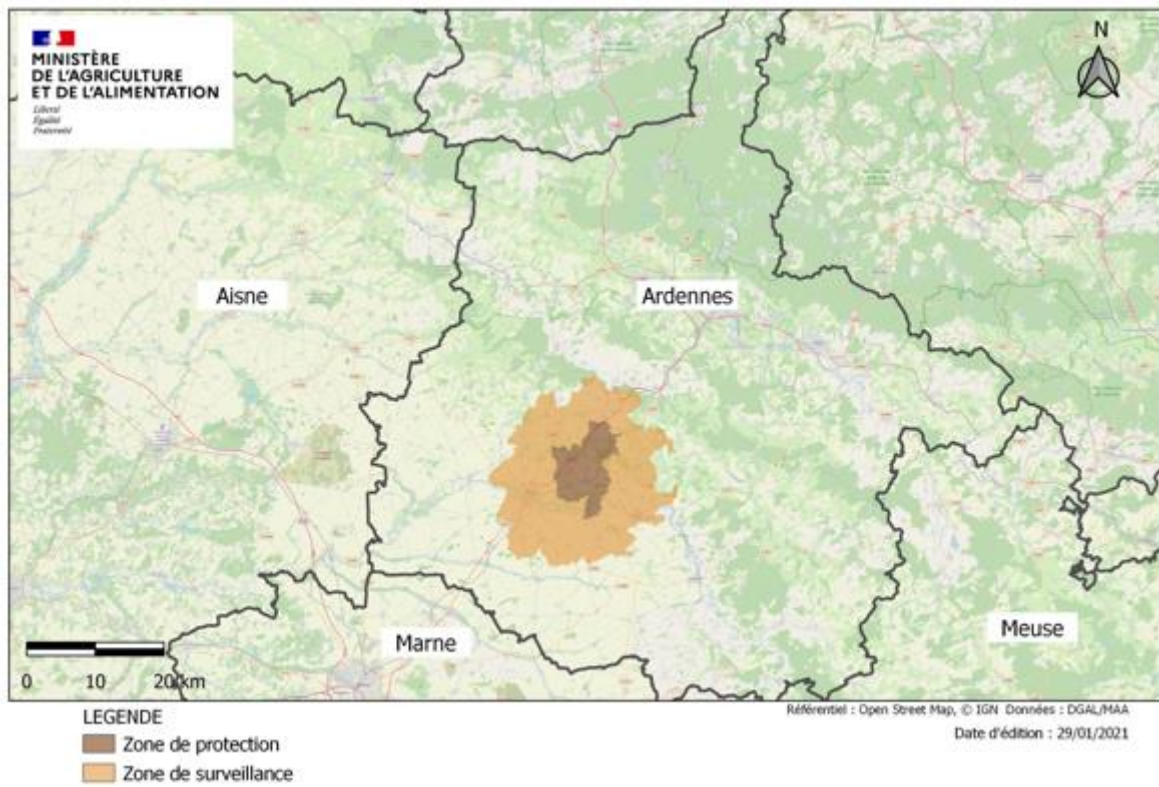 MINISTÈRE
DE L'AGRICULTURE
ET DE L'ALIMENTATION
Liberté
Égalité
Fraternité
N
Aisne
Ardennes
Marne
Meuse
0 10 20 km
LEGENDE
Zone de protection
Zone de surveillance
Référentiel : Open Street Map, © IGN Données : DGAL/MAA
Date d'édition : 29/01/2021